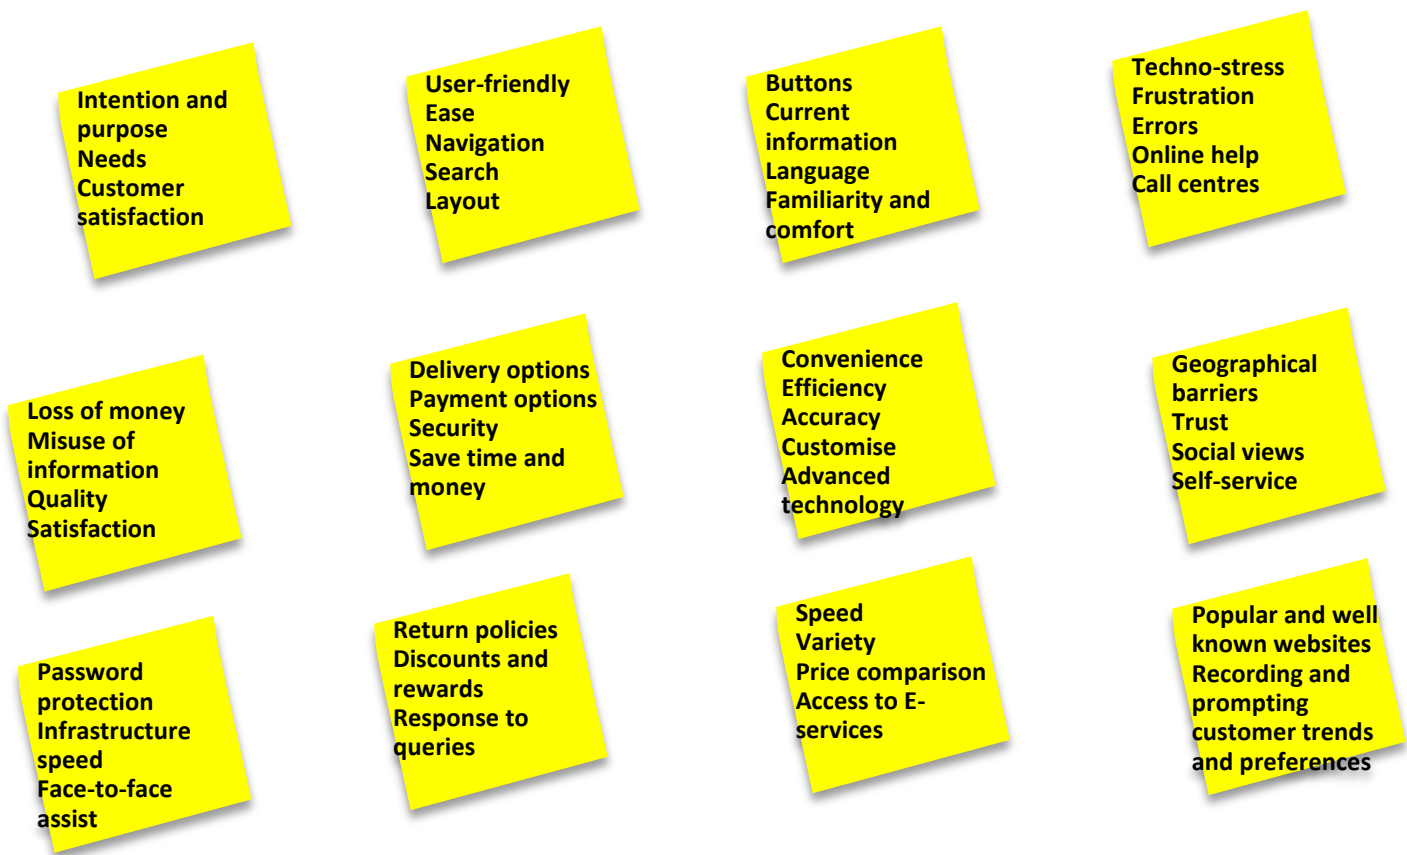 Intention and
purpose
Needs
Customer
satisfaction
User-friendly
Ease
Navigation
Search
Layout
Buttons
Current
information
Language
Familiarity and
comfort
Techno-stress
Frustration
Errors
Online help
Call centres
Loss of money
Misuse of
information
Quality
Satisfaction
Delivery options
Payment options
Security
Save time and
money
Convenience
Efficiency
Accuracy
Customise
Advanced
technology
Geographical
barriers
Trust
Social views
Self-service
Password
protection
Infrastructure
speed
Face-to-face
assist
Return policies
Discounts and
rewards
Response to
queries
Speed
Variety
Price comparison
Access to E-
services
Popular and well
known websites
Recording and
prompting
customer trends
and preferences